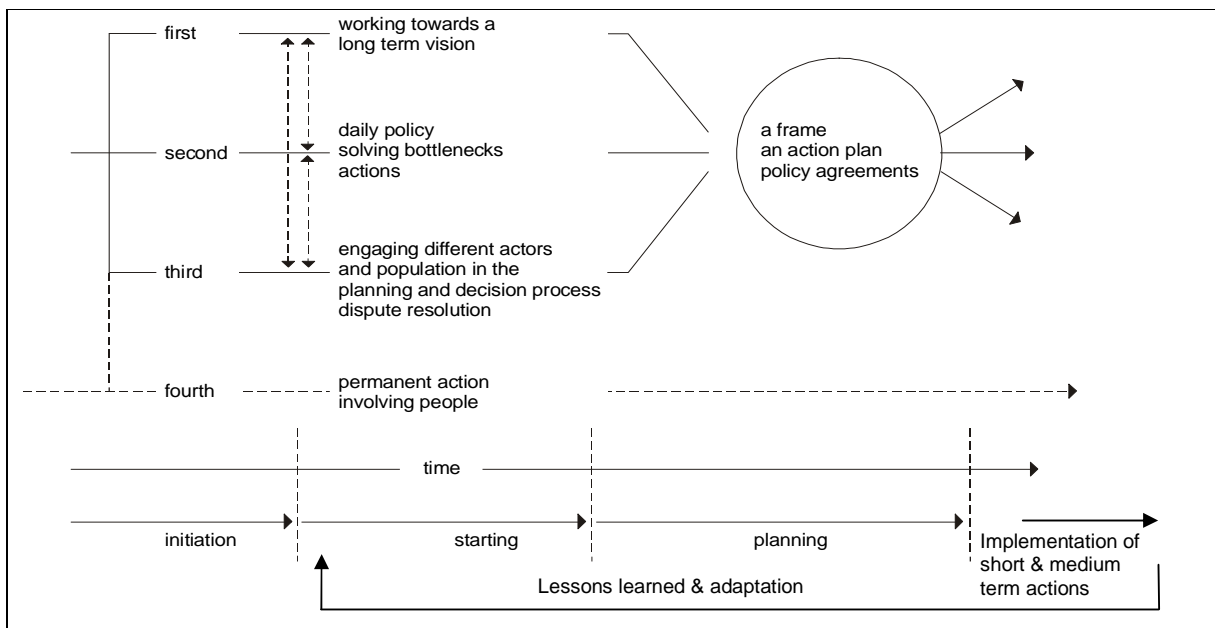 first
working towards a
long term vision
second
daily policy
solving bottlenecks
actions
a frame
an action plan
policy agreements
third
engaging different actors
and population in the
planning and decision process
dispute resolution
fourth
permanent action
involving people
time
initiation
starting
planning
Implementation of
short & medium
term actions
Lessons learned & adaptation